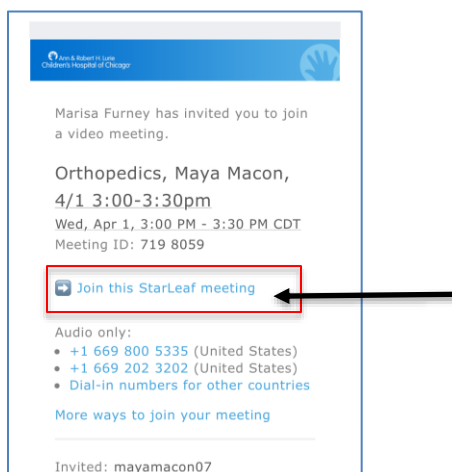 Ann & Robert H. Lurie
Children's Hospital of Chicago
Marisa Furney has invited you to join
a video meeting.
Orthopedics, Maya Macon,
4/1 3:00-3:30pm
Wed, Apr 1, 3:00 PM - 3:30 PM CDT
Meeting ID: 719 8059
Join this StarLeaf meeting
Audio only:
• +1 669 800 5335 (United States)
• +1 669 202 3202 (United States)
• Dial-in numbers for other countries
More ways to join your meeting
Invited: mayamacon07